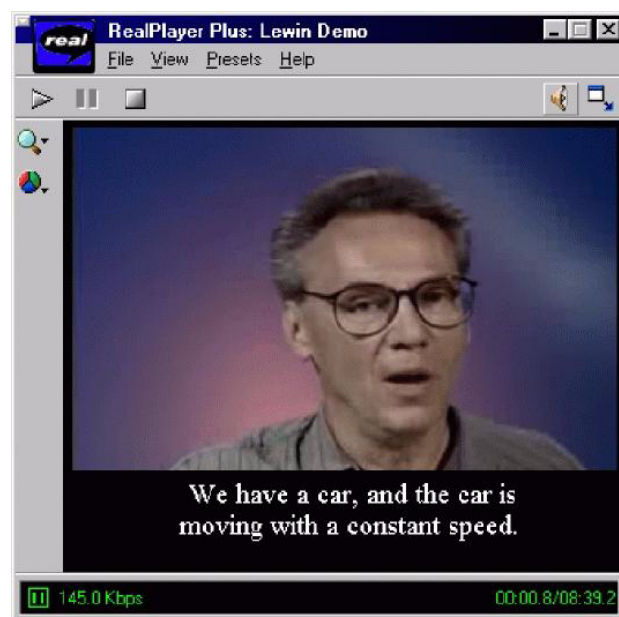 real
RealPlayer Plus: Lewin Demo
File View Presets Help
We have a car, and the car is
moving with a constant speed.
145.0 Kbps 00:00.8/08:39.2